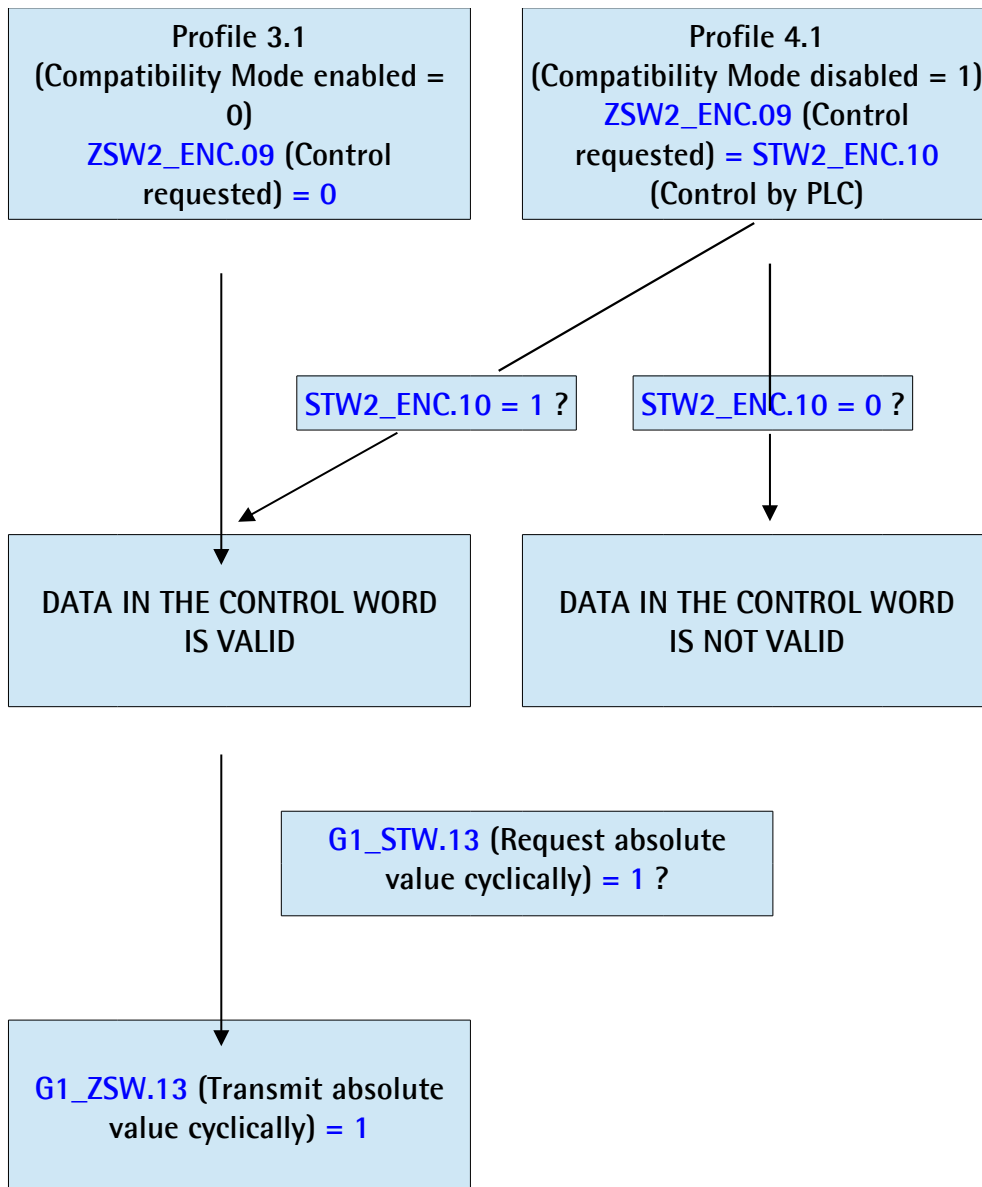 Profile 3.1
(Compatibility Mode enabled =
0)
ZSW2_ENC.09 (Control
requested) = 0
Profile 4.1
(Compatibility Mode disabled = 1)
ZSW2_ENC.09 (Control
requested) = STW2_ENC.10
(Control by PLC)
STW2_ENC.10 = 1 ?
STW2_ENC.10 = 0 ?
DATA IN THE CONTROL WORD
IS VALID
DATA IN THE CONTROL WORD
IS NOT VALID
G1_STW.13 (Request absolute
value cyclically) = 1 ?
G1_ZSW.13 (Transmit absolute
value cyclically) = 1